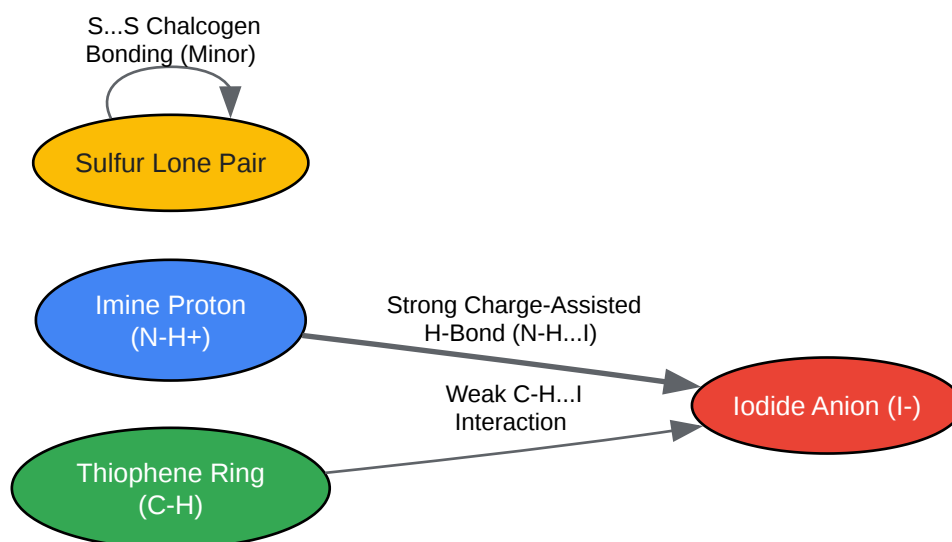 S...S Chalcogen
Bonding (Minor)
Sulfur Lone Pair
Imine Proton
(N-H+)
Strong Charge-Assisted
H-Bond (N-H...I)
Weak C-H...I
Interaction
Iodide Anion (I-)
Thiophene Ring
(C-H)